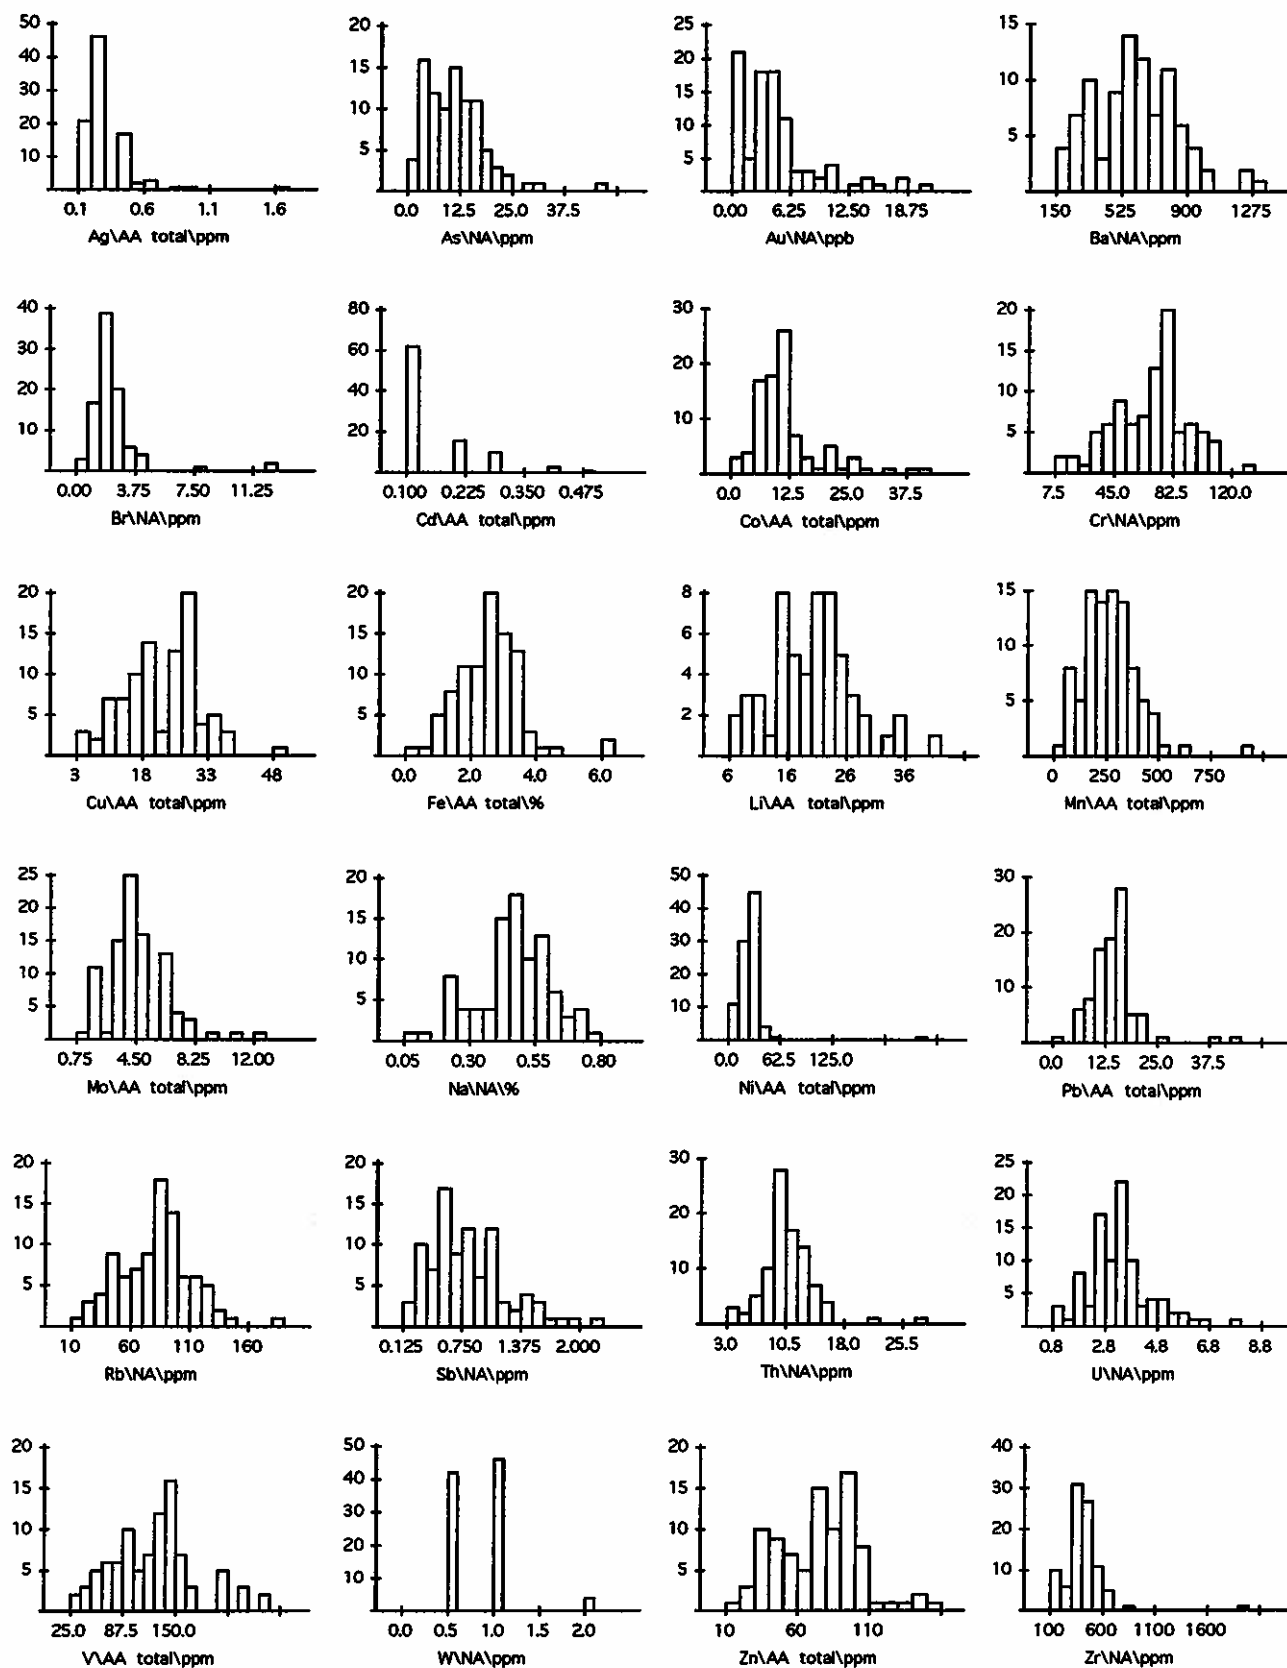 50 40 30 20 10
0.1 0.6 1.1 1.6
Ag\AA total\ppm
20 15 10 5
0.0 12.5 25.0 37.5
As\NA\ppm
25 20 15 10 5
0.00 6.25 12.50 18.75
Au\NA\ppb
15 10 5
150 525 900 1275
Ba\NA\ppm
40 30 20 10
0.00 3.75 7.50 11.25
Br\NA\ppm
80 60 40 20
0.100 0.225 0.350 0.475
Cd\AA total\ppm
30 20 10
0.0 12.5 25.0 37.5
Co\AA total\ppm
20 15 10 5
7.5 45.0 82.5 120.0
Cr\NA\ppm
20 15 10 5
3 18 33 48
Cu\AA total\ppm
20 15 10 5
0.0 2.0 4.0 6.0
Fe\AA total\%
8 6 4 2
6 16 26 36
Li\AA total\ppm
15 10 5
0 250 500 750
Mn\AA total\ppm
25 20 15 10 5
0.75 4.50 8.25 12.00
Mo\AA total\ppm
20 15 10 5
0.05 0.30 0.55 0.80
Na\NA\%
50 40 30 20 10
0.0 62.5 125.0
Ni\AA total\ppm
30 20 10
0.0 12.5 25.0 37.5
Pb\AA total\ppm
20 15 10 5
10 60 110 160
Rb\NA\ppm
20 15 10 5
0.125 0.750 1.375 2.000
Sb\NA\ppm
30 20 10
3.0 10.5 18.0 25.5
Th\NA\ppm
25 20 15 10 5
0.8 2.8 4.8 6.8 8.8
U\NA\ppm
20 15 10 5
25.0 87.5 150.0
V\AA total\ppm
50 40 30 20 10
0.0 0.5 1.0 1.5 2.0
W\NA\ppm
20 15 10 5
10 60 110
Zn\AA total\ppm
40 30 20 10
100 600 1100 1600
Zr\NA\ppm